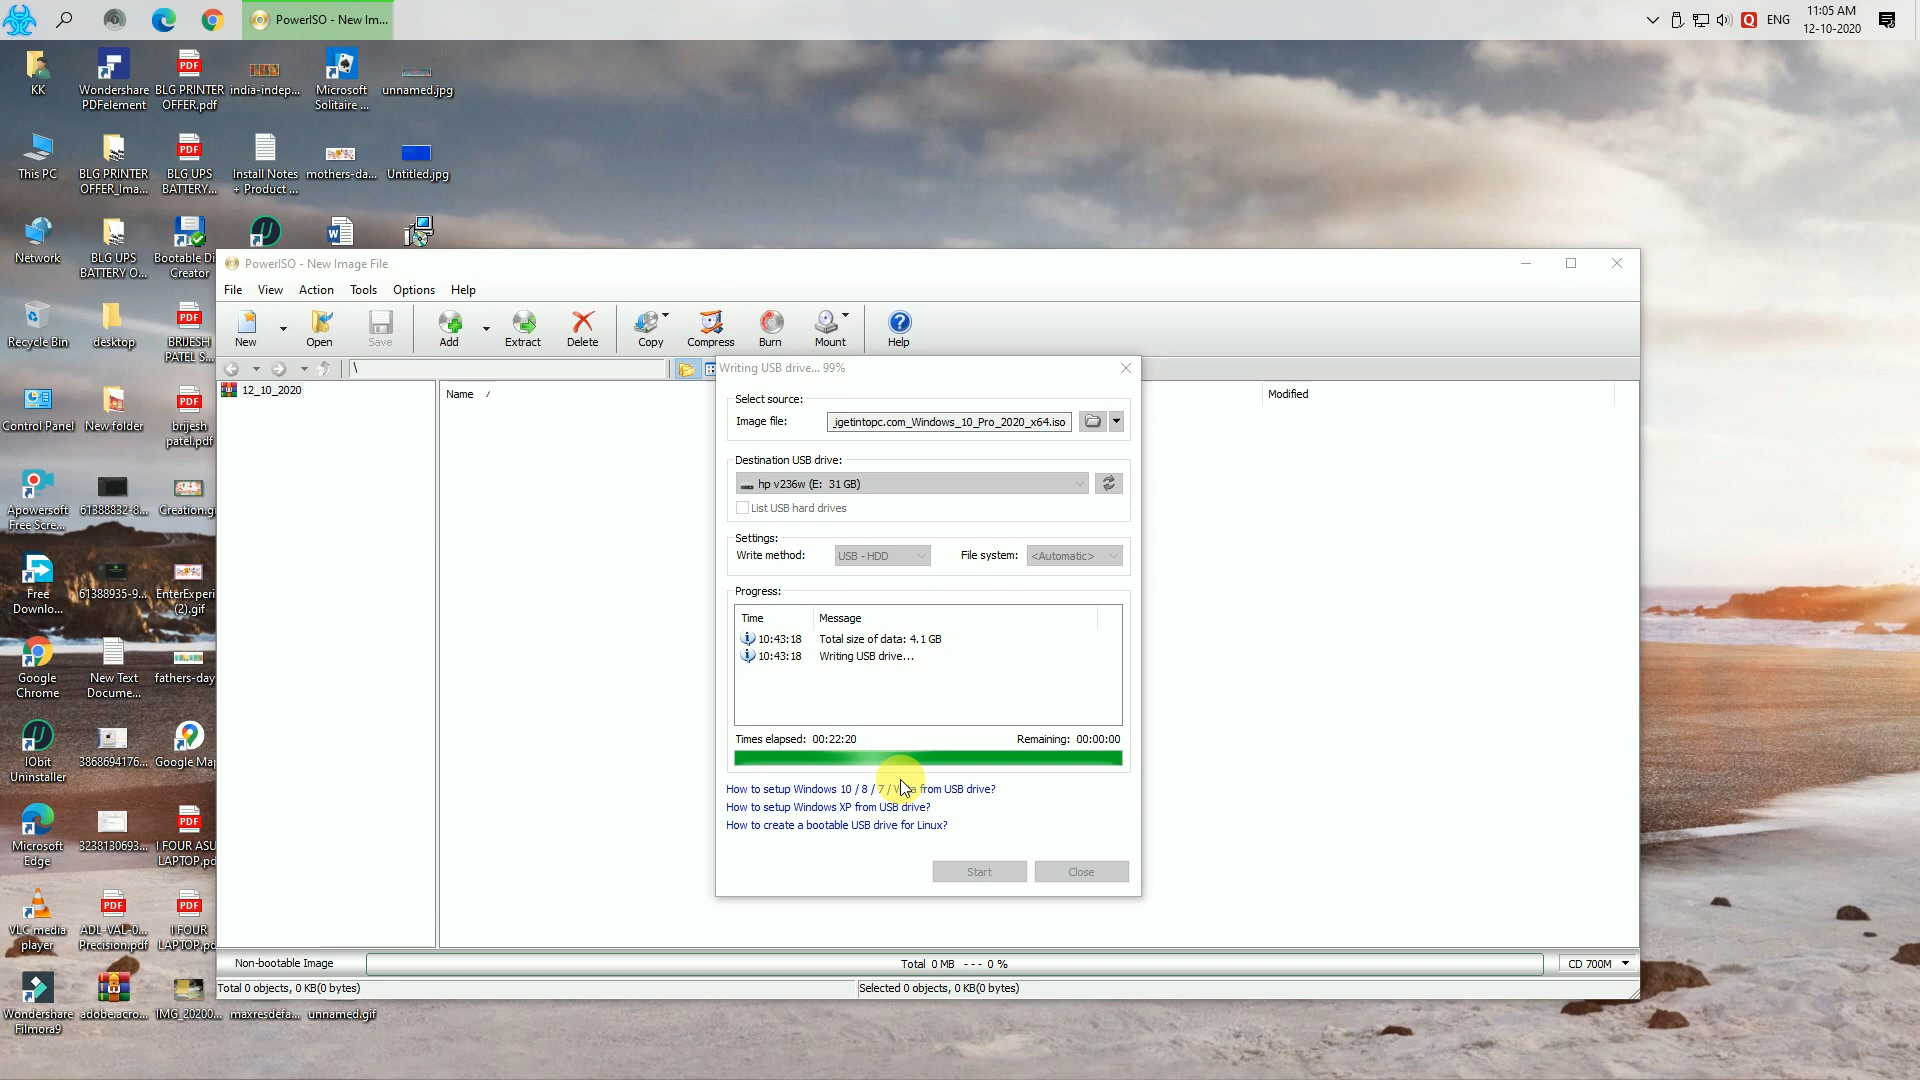 PowerISO - New Im...
ENG
11:05 AM
12-10-2020
KK
Wondershare
PDFelement
BLG PRINTER
OFFER.pdf
india-indep...
Microsoft
Solitaire ...
unnamed.jpg
This PC
BLG PRINTER
OFFER_Ima...
BLG UPS
BATTERY...
Install Notes
+ Product ...
mothers-da...
Untitled.jpg
Network
BLG UPS
BATTERY O...
Bootable Di
Creator
PowerISO - New Image File
File View Action Tools Options Help
New
Open
Save
Add
Extract
Delete
Copy
Compress
Burn
Mount
Help
\
12_10_2020
Name
Modified
Recycle Bin
desktop
BRIJESH
PATEL S...
Control Panel
New folder
brijesh
patel.pdf
Apowersoft
Free Scre...
61388832-8...
Creation.gi
Free
Downlo...
61388935-9...
EnterExperi
(2).gif
Google
Chrome
New Text
Docume...
fathers-day
IObit
Uninstaller
3868694176...
Google Map
Microsoft
Edge
3238130693...
I FOUR ASU
LAPTOP.pd
VLC media
player
ADL-VAL-0...
Precision.pdf
I FOUR
LAPTOP.pd
Wondershare
Filmora9
adobe.acro...
IMG_20200...
maxresdefa...
unnamed.gif
Writing USB drive... 99%
Select source:
Image file:
igetintopc.com_Windows_10_Pro_2020_x64.iso
Destination USB drive:
hp v236w (E: 31 GB)
List USB hard drives
Settings:
Write method:
USB - HDD
File system:
<Automatic>
Progress:
Time Message
10:43:18 Total size of data: 4.1 GB
10:43:18 Writing USB drive...
Times elapsed: 00:22:20
Remaining: 00:00:00
How to setup Windows 10 / 8 / 7 / from USB drive?
How to setup Windows XP from USB drive?
How to create a bootable USB drive for Linux?
Start
Close
Non-bootable Image
Total 0 MB --- 0 %
CD 700M
Total 0 objects, 0 KB(0 bytes)
Selected 0 objects, 0 KB(0 bytes)